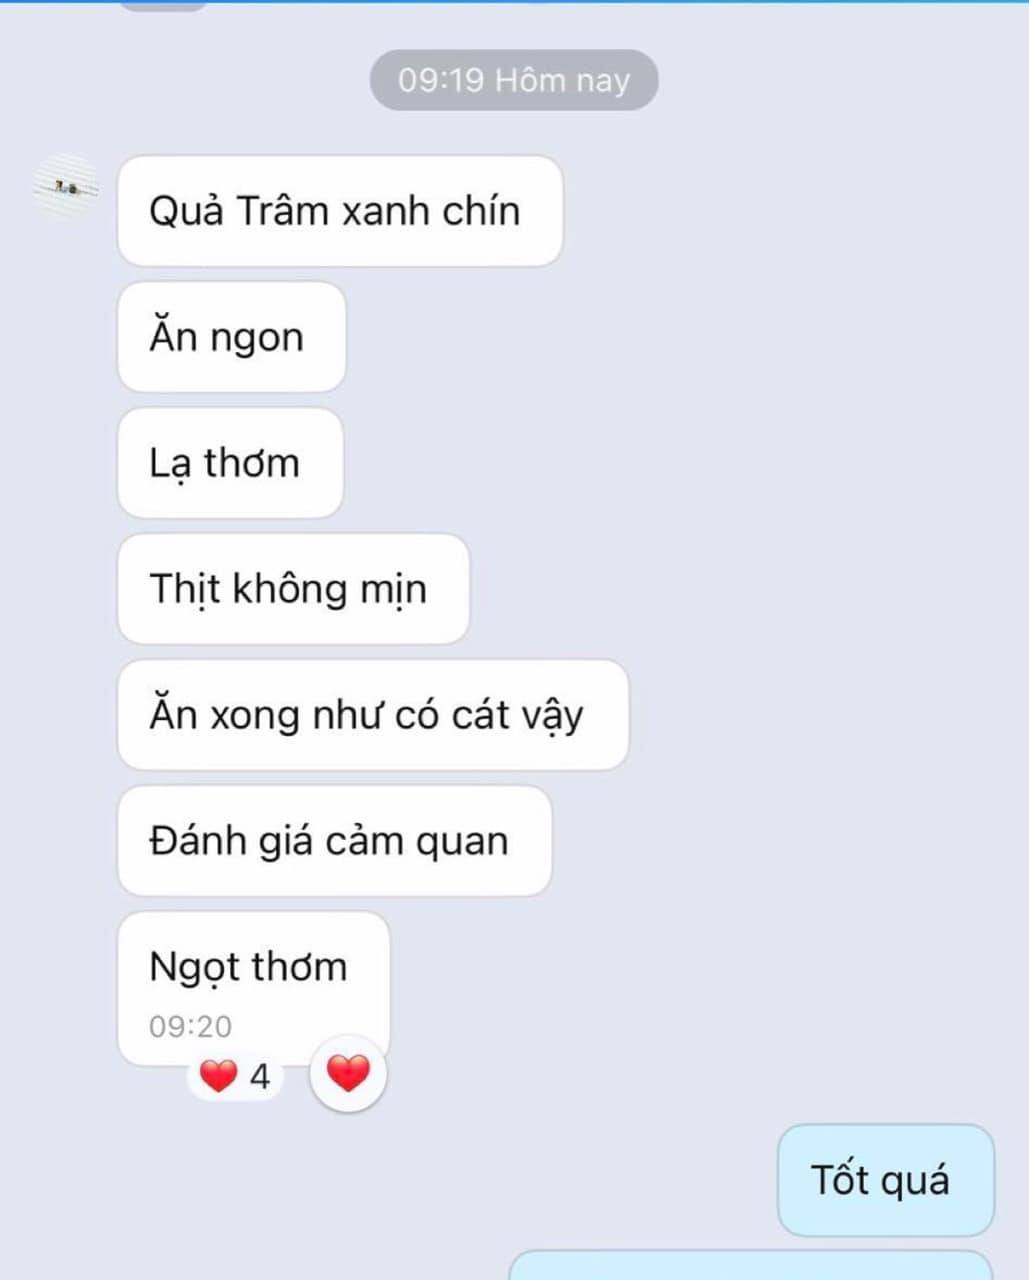 09:19 Hôm nay
Quả Trâm xanh chín
Ăn ngon
Lạ thơm
Thịt không mịn
Ăn xong như có cát vậy
Đánh giá cảm quan
Ngọt thơm
09:20
4
Tốt quá